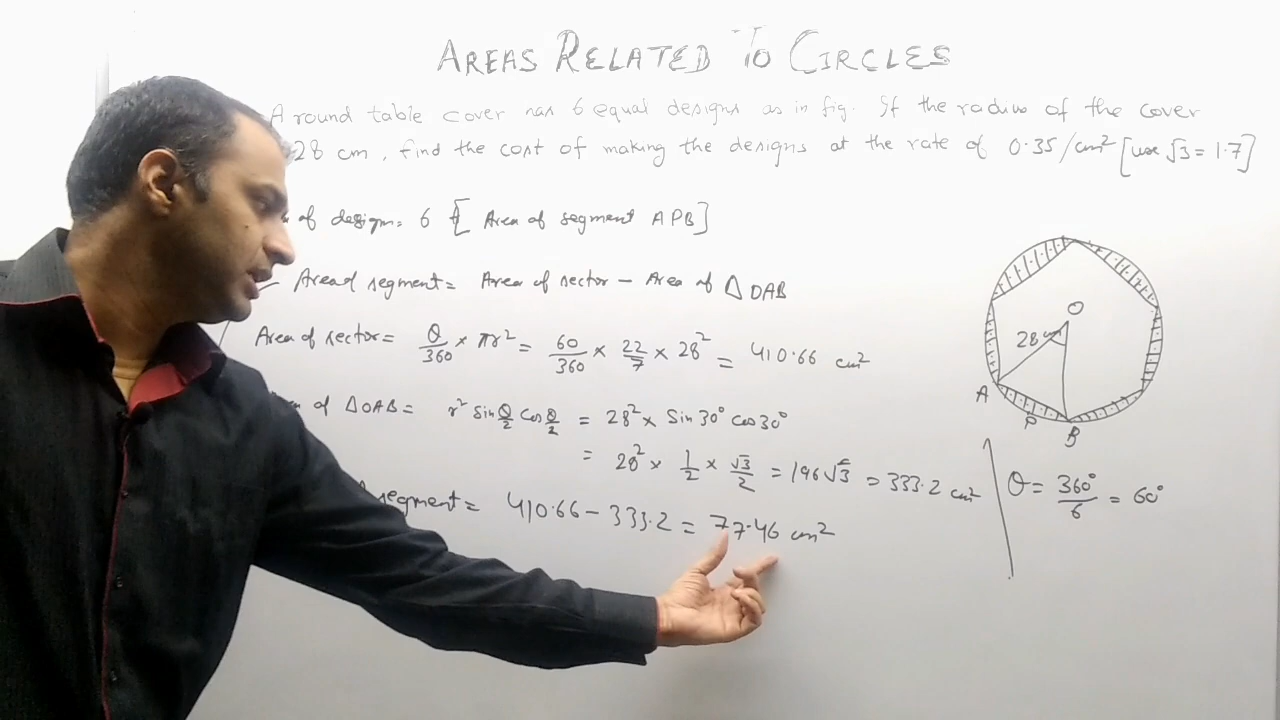 AREAS RELATED TO CIRCLES
A round table cover has 6 equal designs as in fig. If the radius of the cover
28 cm, find the cost of making the designs at the rate of 0.35/cm² [use √3 = 1.7]
of design = 6 [Area of segment APB]
Area of segment = Area of sector - Area of △OAB
Area of sector = θ/360 × πr² = 60/360 × 22/7 × 28² = 410.66 cm²
of △OAB = r² Sin θ/2 Cos θ/2 = 28² × Sin 30° Cos 30°
= 28² × 1/2 × √3/2 = 196√3 = 333.2 cm²
segment = 410.66 - 333.2 = 77.46 cm²
O
28 cm
A
P
B
θ = 360°/6 = 60°